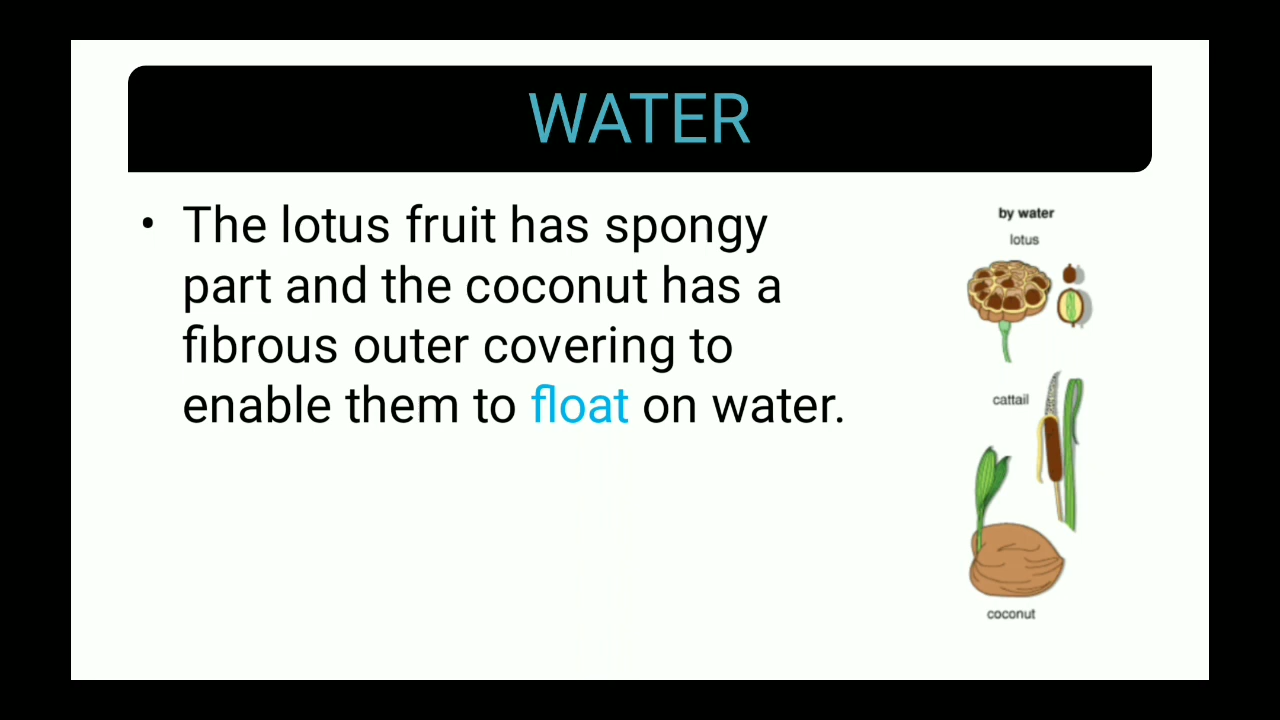 WATER
• The lotus fruit has spongy
part and the coconut has a
fibrous outer covering to
enable them to float on water.
by water
lotus
cattail
coconut